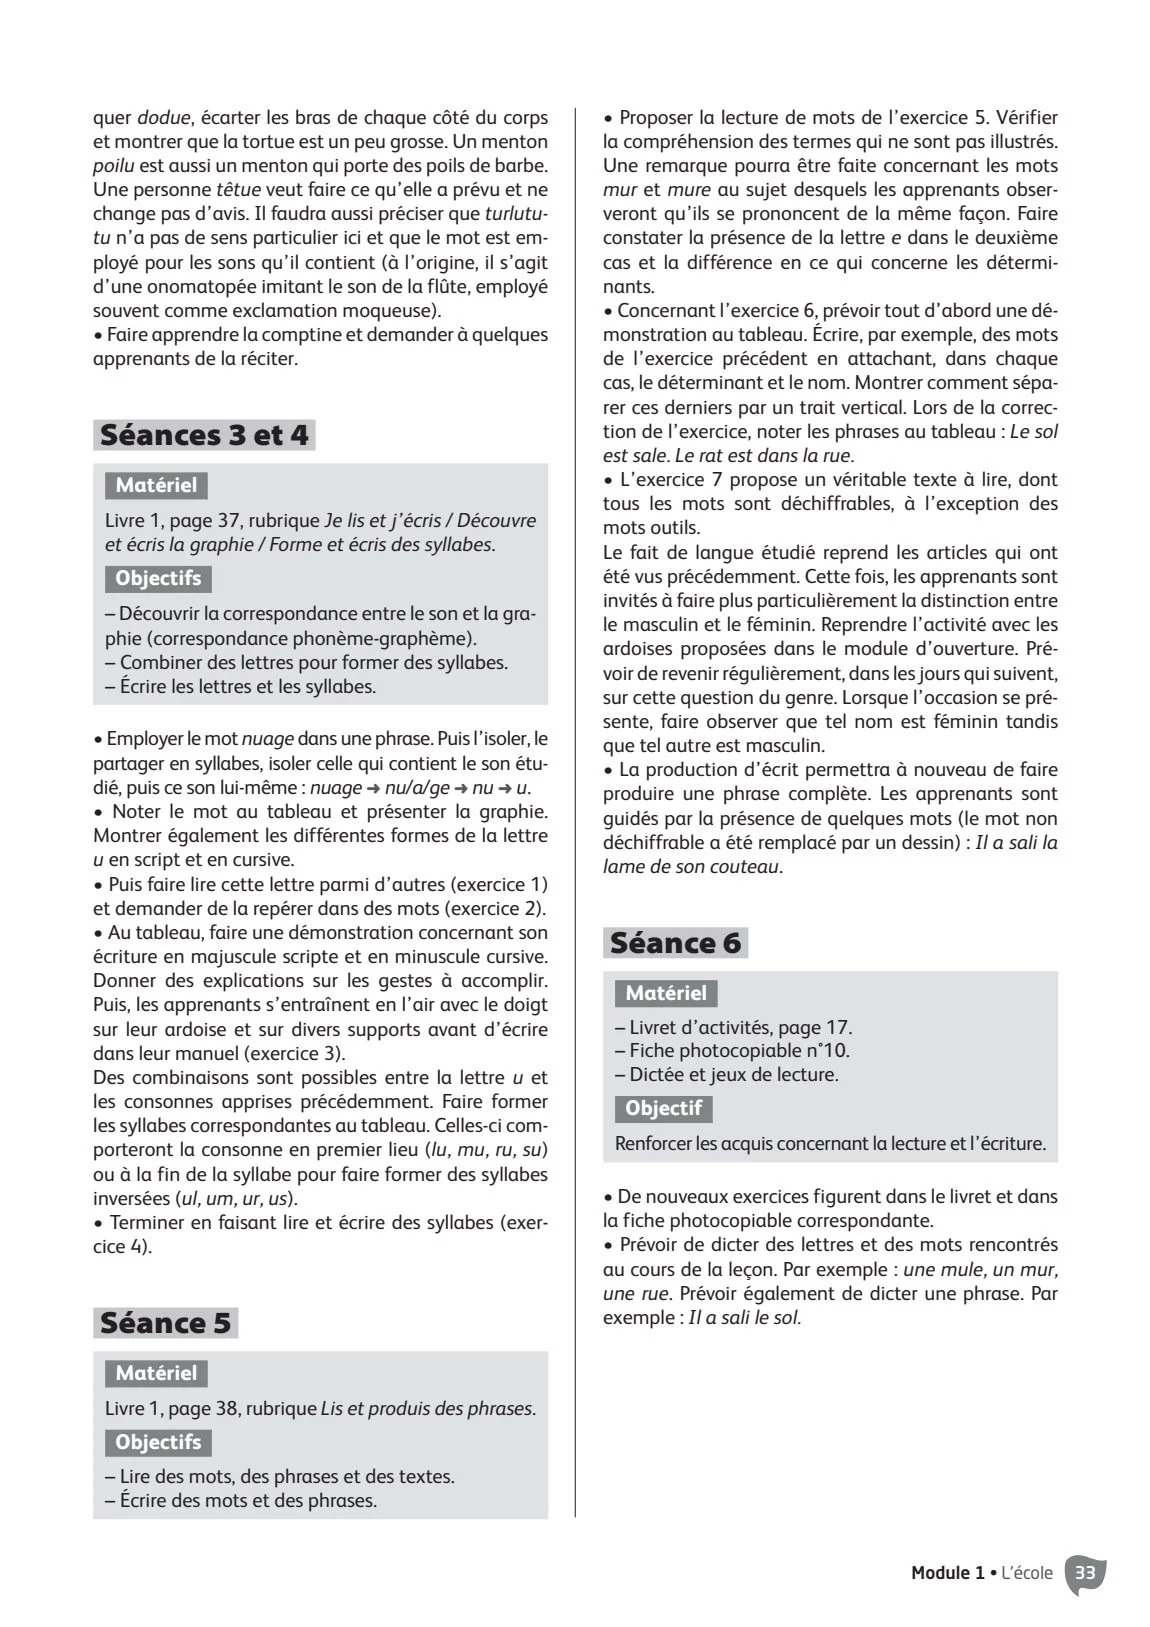 quer dodue, écarter les bras de chaque côté du corps
et montrer que la tortue est un peu grosse. Un menton
poilu est aussi un menton qui porte des poils de barbe.
Une personne têtue veut faire ce qu’elle a prévu et ne
change pas d’avis. Il faudra aussi préciser que turlutu-
tu n’a pas de sens particulier ici et que le mot est em-
ployé pour les sons qu’il contient (à l’origine, il s’agit
d’une onomatopée imitant le son de la flûte, employé
souvent comme exclamation moqueuse).
• Faire apprendre la comptine et demander à quelques
apprenants de la réciter.
Séances 3 et 4
Matériel
Livre 1, page 37, rubrique Je lis et j’écris / Découvre
et écris la graphie / Forme et écris des syllabes.
Objectifs
– Découvrir la correspondance entre le son et la gra-
phie (correspondance phonème-graphème).
– Combiner des lettres pour former des syllabes.
– Écrire les lettres et les syllabes.
• Employer le mot nuage dans une phrase. Puis l’isoler, le
partager en syllabes, isoler celle qui contient le son étu-
dié, puis ce son lui-même : nuage ➜ nu/a/ge ➜ nu ➜ u.
• Noter le mot au tableau et présenter la graphie.
Montrer également les différentes formes de la lettre
u en script et en cursive.
• Puis faire lire cette lettre parmi d’autres (exercice 1)
et demander de la repérer dans des mots (exercice 2).
• Au tableau, faire une démonstration concernant son
écriture en majuscule scripte et en minuscule cursive.
Donner des explications sur les gestes à accomplir.
Puis, les apprenants s’entraînent en l’air avec le doigt
sur leur ardoise et sur divers supports avant d’écrire
dans leur manuel (exercice 3).
Des combinaisons sont possibles entre la lettre u et
les consonnes apprises précédemment. Faire former
les syllabes correspondantes au tableau. Celles-ci com-
porteront la consonne en premier lieu (lu, mu, ru, su)
ou à la fin de la syllabe pour faire former des syllabes
inversées (ul, um, ur, us).
• Terminer en faisant lire et écrire des syllabes (exer-
cice 4).
Séance 5
Matériel
Livre 1, page 38, rubrique Lis et produis des phrases.
Objectifs
– Lire des mots, des phrases et des textes.
– Écrire des mots et des phrases.
• Proposer la lecture de mots de l’exercice 5. Vérifier
la compréhension des termes qui ne sont pas illustrés.
Une remarque pourra être faite concernant les mots
mur et mure au sujet desquels les apprenants obser-
veront qu’ils se prononcent de la même façon. Faire
constater la présence de la lettre e dans le deuxième
cas et la différence en ce qui concerne les détermi-
nants.
• Concernant l’exercice 6, prévoir tout d’abord une dé-
monstration au tableau. Écrire, par exemple, des mots
de l’exercice précédent en attachant, dans chaque
cas, le déterminant et le nom. Montrer comment sépa-
rer ces derniers par un trait vertical. Lors de la correc-
tion de l’exercice, noter les phrases au tableau : Le sol
est sale. Le rat est dans la rue.
• L’exercice 7 propose un véritable texte à lire, dont
tous les mots sont déchiffrables, à l’exception des
mots outils.
Le fait de langue étudié reprend les articles qui ont
été vus précédemment. Cette fois, les apprenants sont
invités à faire plus particulièrement la distinction entre
le masculin et le féminin. Reprendre l’activité avec les
ardoises proposées dans le module d’ouverture. Pré-
voir de revenir régulièrement, dans les jours qui suivent,
sur cette question du genre. Lorsque l’occasion se pré-
sente, faire observer que tel nom est féminin tandis
que tel autre est masculin.
• La production d’écrit permettra à nouveau de faire
produire une phrase complète. Les apprenants sont
guidés par la présence de quelques mots (le mot non
déchiffrable a été remplacé par un dessin) : Il a sali la
lame de son couteau.
Séance 6
Matériel
– Livret d’activités, page 17.
– Fiche photocopiable n°10.
– Dictée et jeux de lecture.
Objectif
Renforcer les acquis concernant la lecture et l’écriture.
• De nouveaux exercices figurent dans le livret et dans
la fiche photocopiable correspondante.
• Prévoir de dicter des lettres et des mots rencontrés
au cours de la leçon. Par exemple : une mule, un mur,
une rue. Prévoir également de dicter une phrase. Par
exemple : Il a sali le sol.
Module 1 • L’école 33